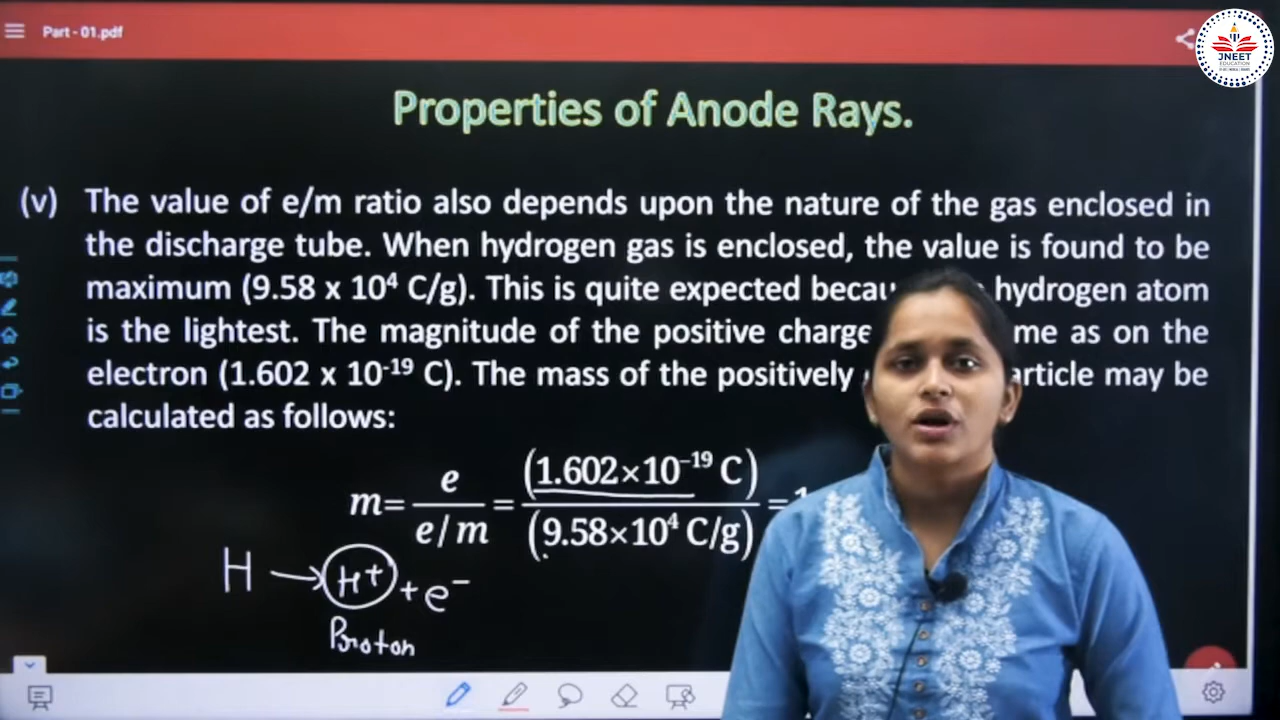 Part - 01.pdf
JNEET
EDUCATION
Properties of Anode Rays.
(v) The value of e/m ratio also depends upon the nature of the gas enclosed in
the discharge tube. When hydrogen gas is enclosed, the value is found to be
maximum (9.58 x 10⁴ C/g). This is quite expected hydrogen atom
is the lightest. The magnitude of the positive charge as on the
electron (1.602 x 10⁻¹⁹ C). The mass of the positively may be
calculated as follows:
m= e / e/m = (1.602×10⁻¹⁹ C) / (9.58×10⁴ C/g) =
H → H+ + e⁻
Proton